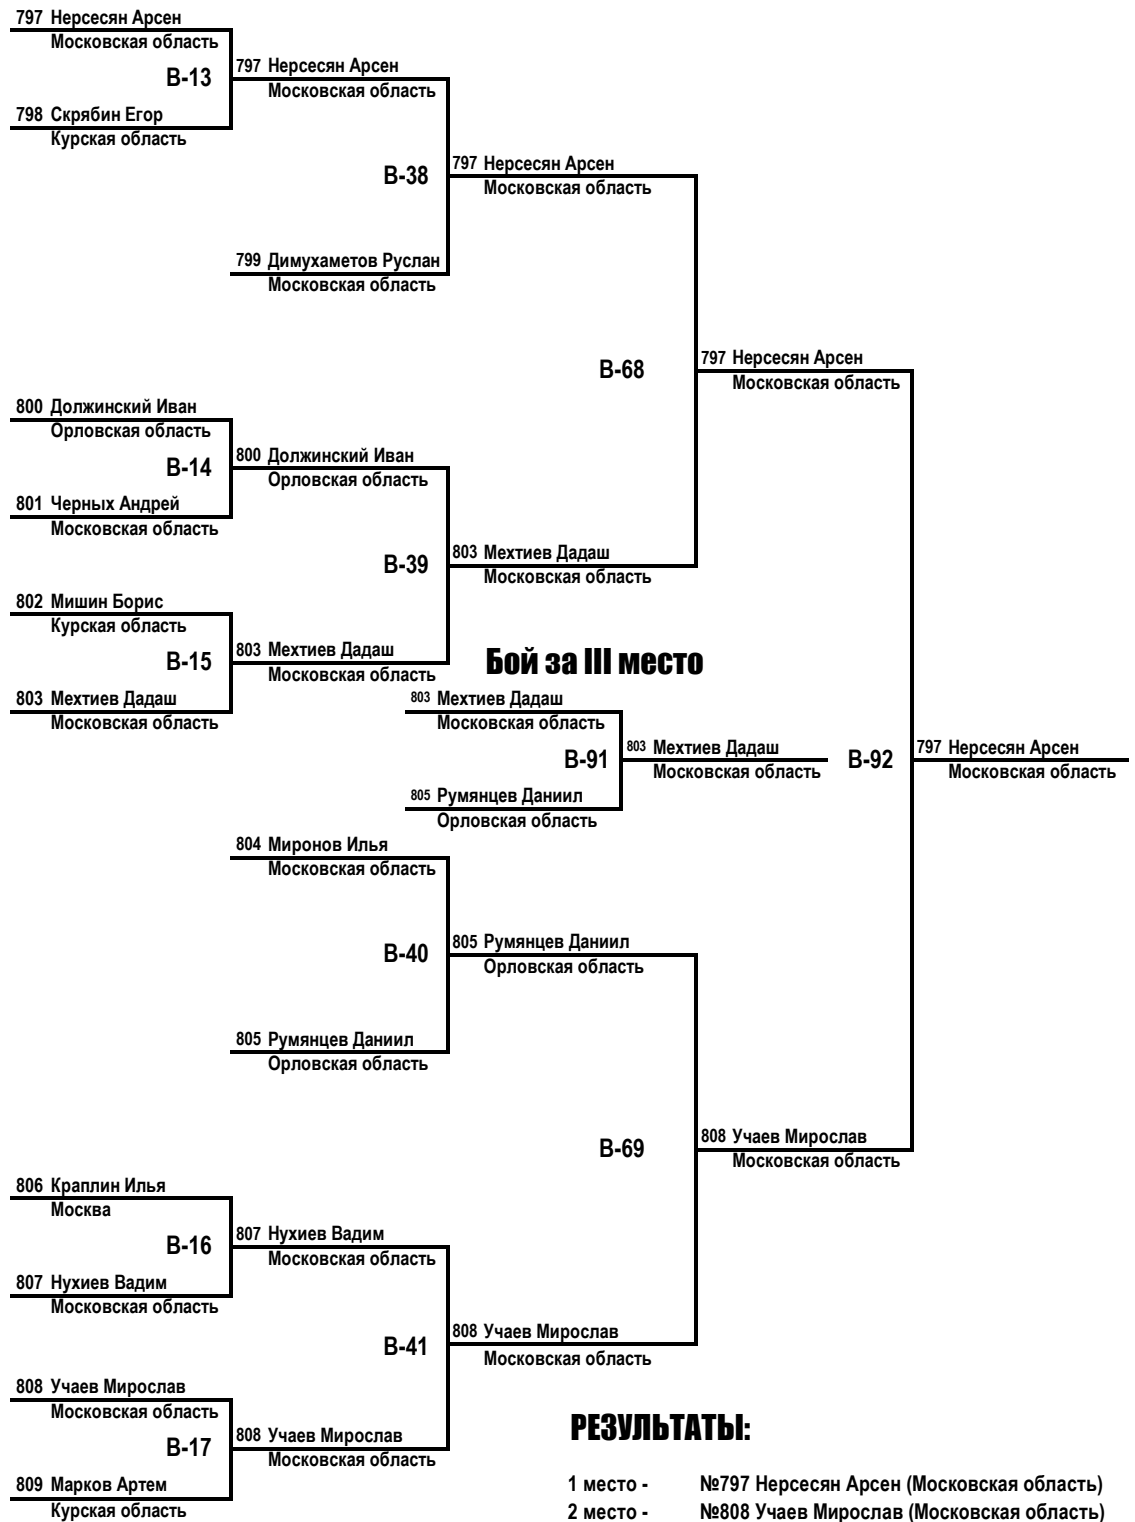 797 Нерсесян Арсен
Московская область
797 Нерсесян Арсен
B-13
Московская область
798 Скрябин Егор
Курская область
797 Нерсесян Арсен
B-38
Московская область
799 Димухаметов Руслан
Московская область
797 Нерсесян Арсен
B-68
Московская область
800 Должинский Иван
Орловская область
800 Должинский Иван
B-14
Орловская область
801 Черных Андрей
Московская область
803 Мехтиев Дадаш
B-39
Московская область
802 Мишин Борис
Курская область
803 Мехтиев Дадаш
B-15
Московская область
Бой за III место
803 Мехтиев Дадаш
Московская область
803 Мехтиев Дадаш
Московская область
803 Мехтиев Дадаш
B-91
Московская область
B-92
797 Нерсесян Арсен
Московская область
805 Румянцев Даниил
Орловская область
804 Миронов Илья
Московская область
805 Румянцев Даниил
B-40
Орловская область
805 Румянцев Даниил
Орловская область
808 Учаев Мирослав
B-69
Московская область
806 Краплин Илья
Москва
807 Нухиев Вадим
B-16
Московская область
807 Нухиев Вадим
Московская область
808 Учаев Мирослав
B-41
Московская область
808 Учаев Мирослав
Московская область
808 Учаев Мирослав
B-17
Московская область
809 Марков Артем
Курская область
РЕЗУЛЬТАТЫ:
1 место - №797 Нерсесян Арсен (Московская область)
2 место - №808 Учаев Мирослав (Московская область)